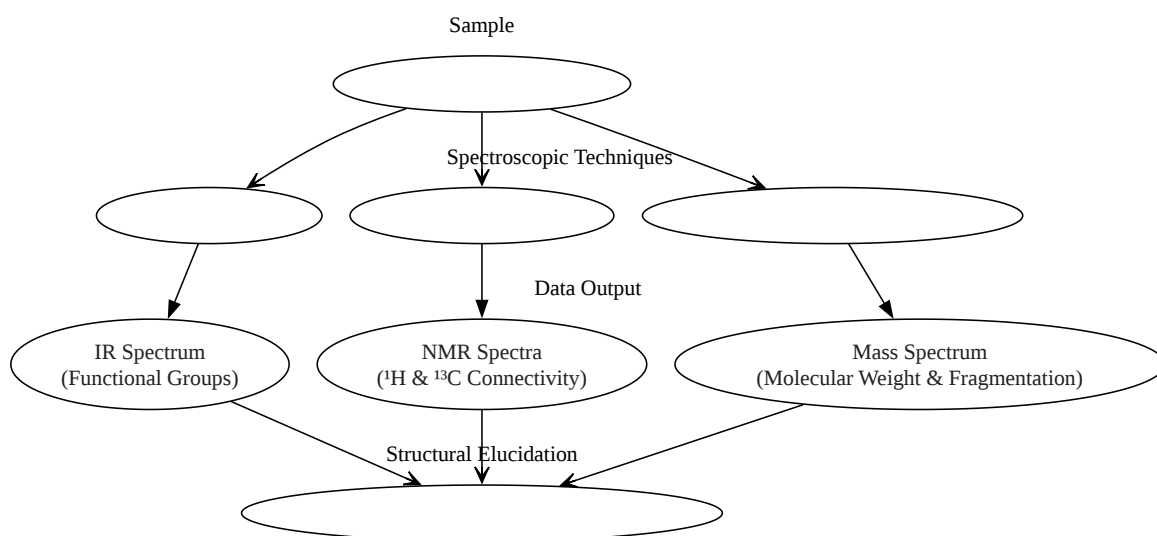 Sample
Spectroscopic Techniques
Data Output
IR Spectrum
(Functional Groups)
NMR Spectra
(¹H & ¹³C Connectivity)
Mass Spectrum
(Molecular Weight & Fragmentation)
Structural Elucidation